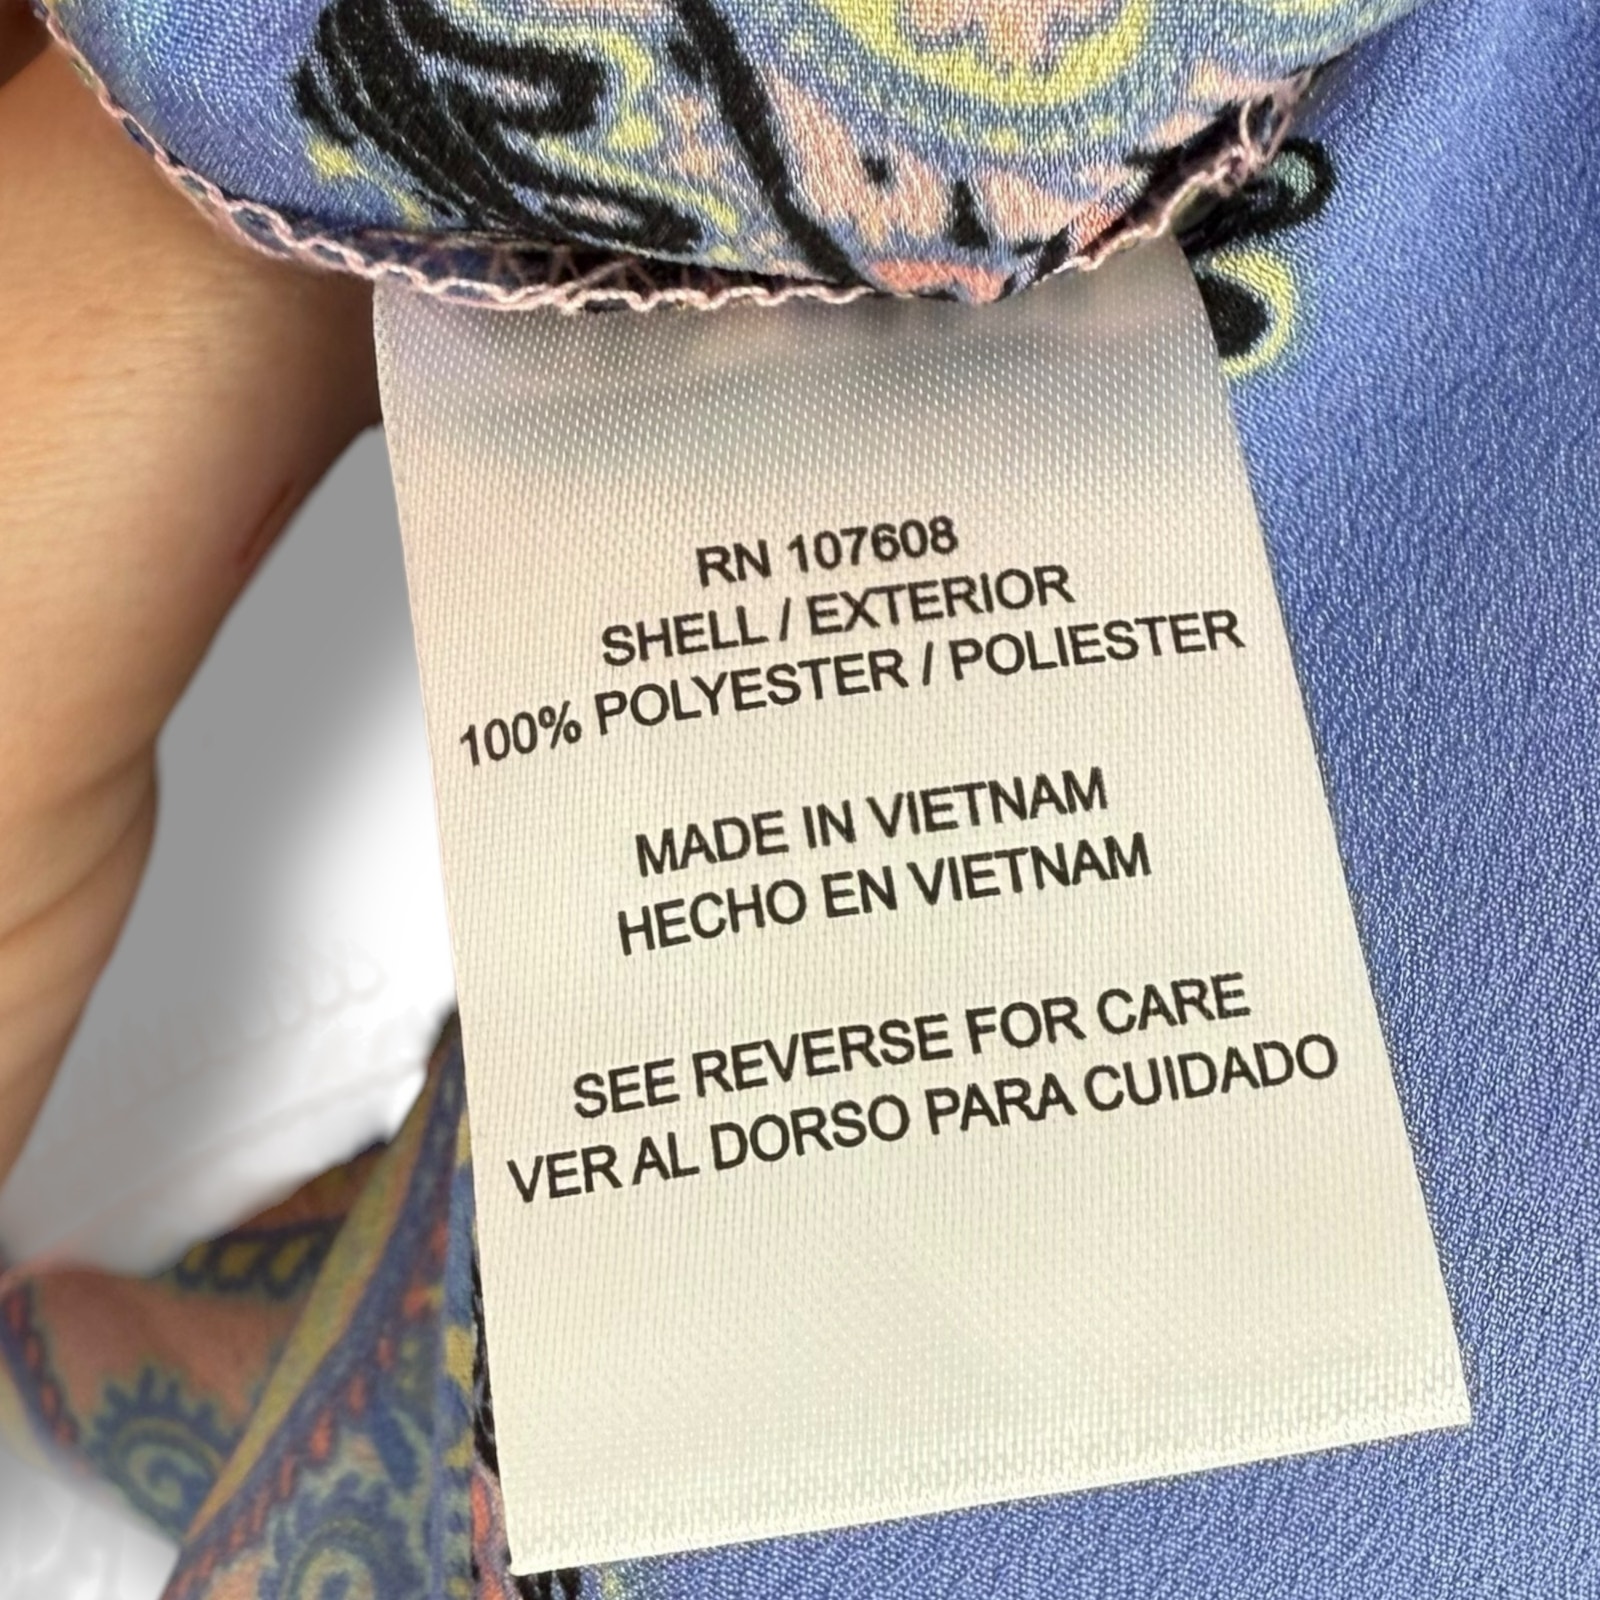 RN 107608
SHELL / EXTERIOR
100% POLYESTER / POLIESTER
MADE IN VIETNAM
HECHO EN VIETNAM
SEE REVERSE FOR CARE
VER AL DORSO PARA CUIDADO